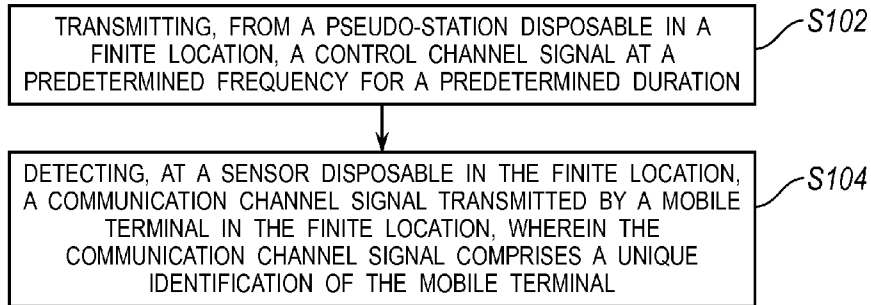 TRANSMITTING, FROM A PSEUDO-STATION DISPOSABLE IN A
FINITE LOCATION, A CONTROL CHANNEL SIGNAL AT A
PREDETERMINED FREQUENCY FOR A PREDETERMINED DURATION
S102
DETECTING, AT A SENSOR DISPOSABLE IN THE FINITE LOCATION,
A COMMUNICATION CHANNEL SIGNAL TRANSMITTED BY A MOBILE
TERMINAL IN THE FINITE LOCATION, WHEREIN THE
COMMUNICATION CHANNEL SIGNAL COMPRISES A UNIQUE
IDENTIFICATION OF THE MOBILE TERMINAL
S104